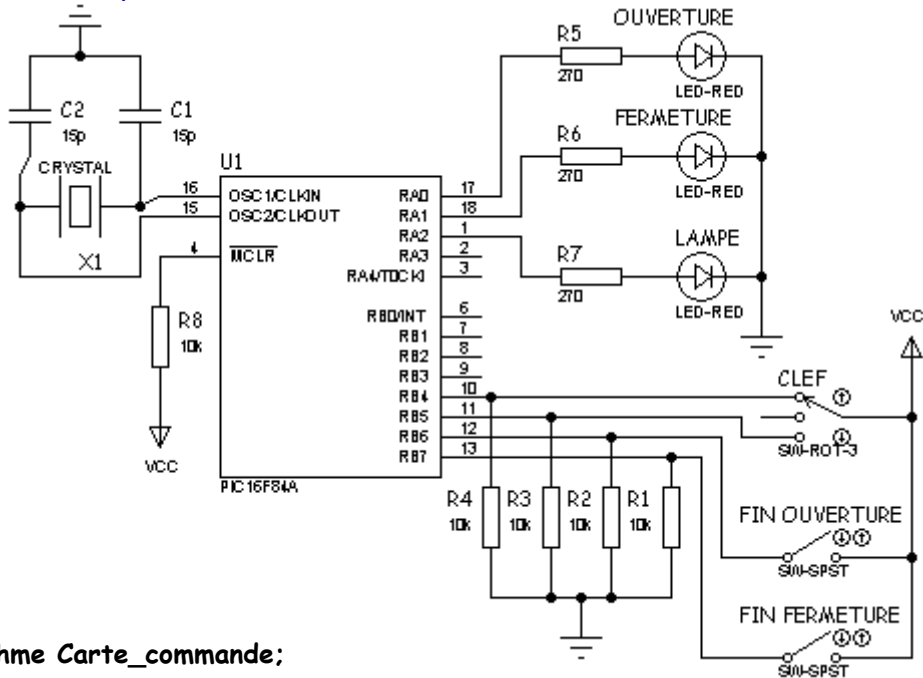 OUVERTURE
R5
270
LED-RED
C2
15p
C1
15p
FERMETURE
R6
270
LED-RED
CRYSTAL
X1
U1
16
OSC1/CLKIN
15
OSC2/CLKOUT
4
MCLR
RA0
17
RA1
18
RA2
1
RA3
2
RA4/T0CKI
3
RB0/INT
6
RB1
7
RB2
8
RB3
9
RB4
10
RB5
11
RB6
12
RB7
13
PIC16F84A
LAMPE
R7
270
LED-RED
R8
10k
VCC
VCC
CLEF
SW-ROT-3
R4
10k
R3
10k
R2
10k
R1
10k
FIN OUVERTURE
SW-SPST
FIN FERMETURE
SW-SPST
hme Carte_commande;